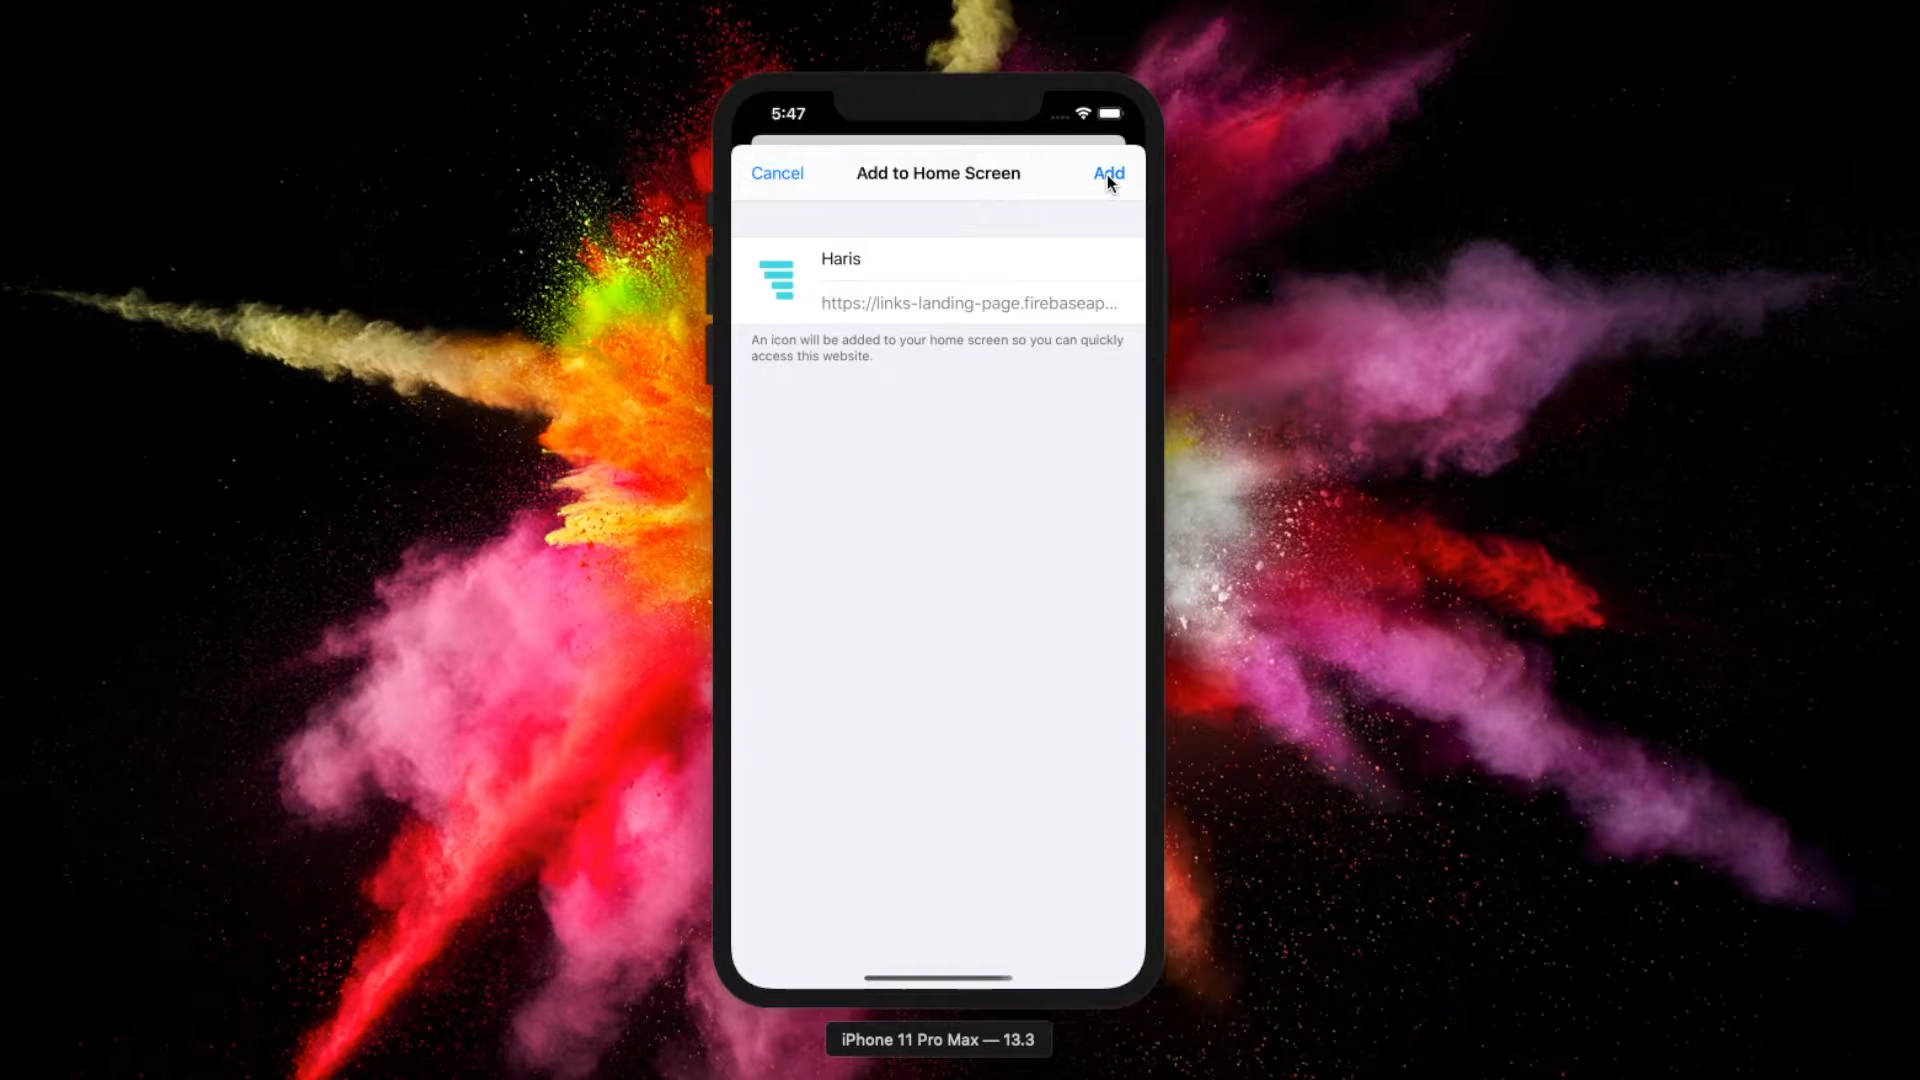 5:47
Cancel
Add to Home Screen
Add
Haris
https://links-landing-page.firebaseap...
An icon will be added to your home screen so you can quickly
access this website.
iPhone 11 Pro Max — 13.3